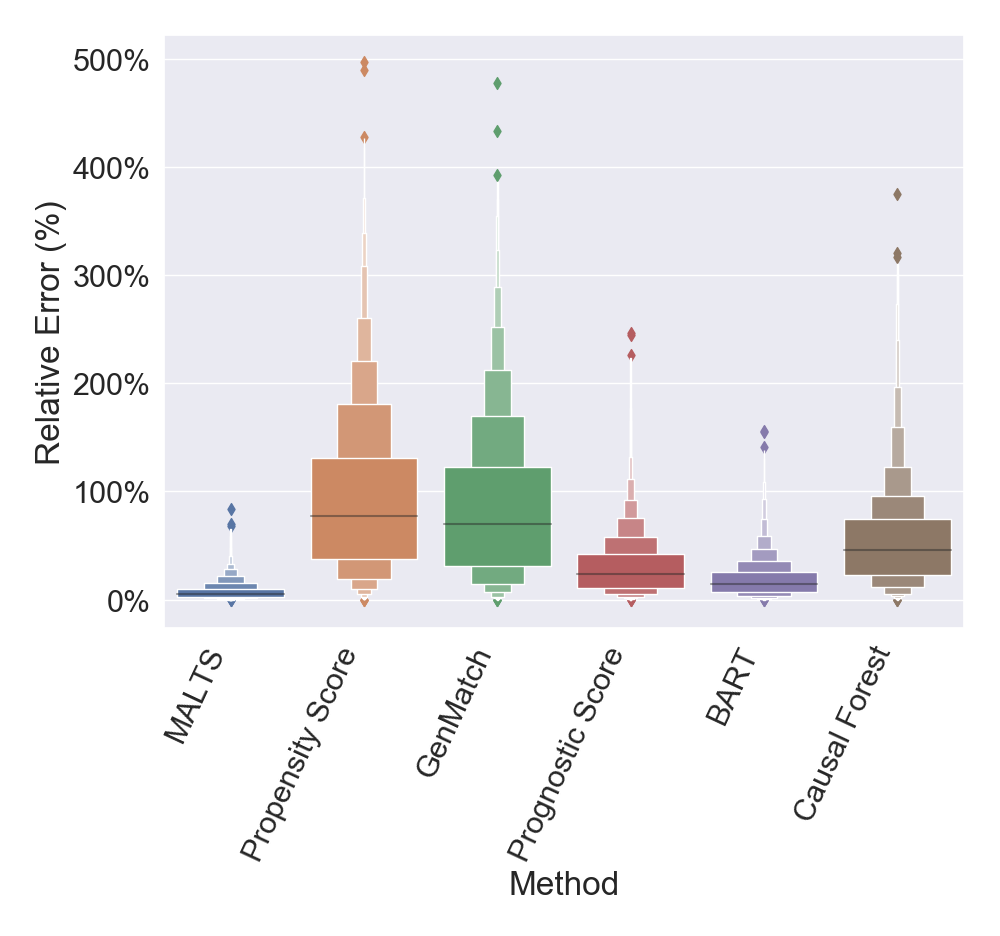 500%
400%
300%
200%
100%
0%
Relative Error (%)
MALTS
Propensity Score
GenMatch
Prognostic Score
BART
Causal Forest
Method